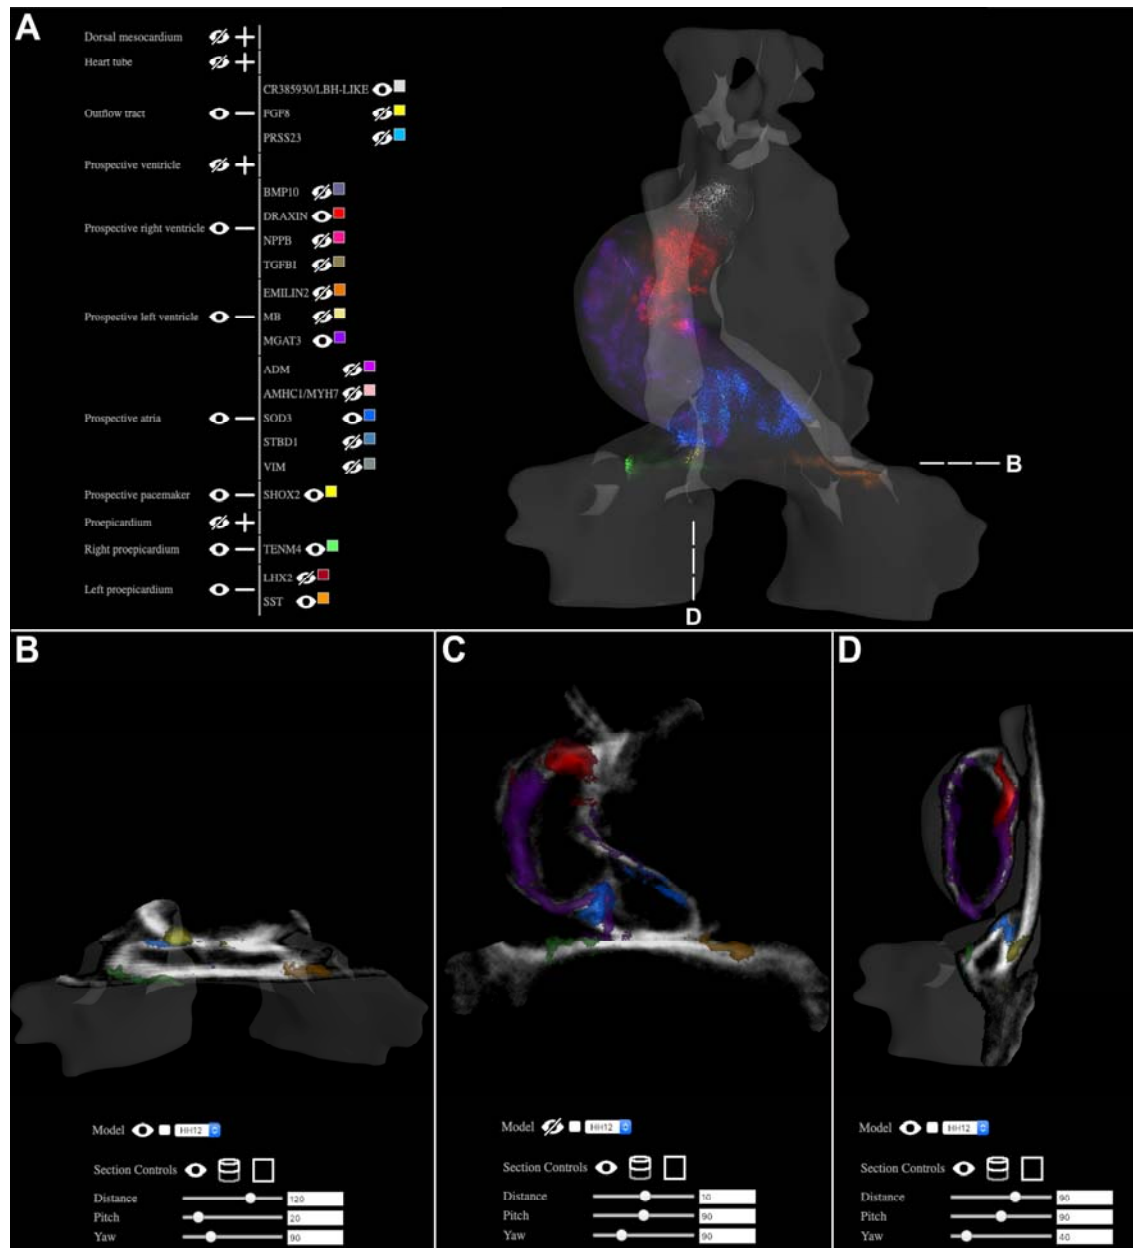 A
Dorsal mesocardium
Heart tube
CR385930/LBH-LIKE
Outflow tract
FGF8
PRSS23
Prospective ventricle
BMP10
Prospective right ventricle
DRAXIN
NPPB
TGFB1
EMILIN2
Prospective left ventricle
MB
MGAT3
ADM
AMHC1/MYH7
Prospective atria
SOD3
STBD1
VIM
Prospective pacemaker
SHOX2
Proepicardium
Right proepicardium
TENM4
LHX2
Left proepicardium
SST
B
D
B
Model HH12
Section Controls
Distance 120
Pitch 20
Yaw 90
C
Model HH12
Section Controls
Distance 10
Pitch 90
Yaw 90
D
Model HH12
Section Controls
Distance 90
Pitch 90
Yaw 40